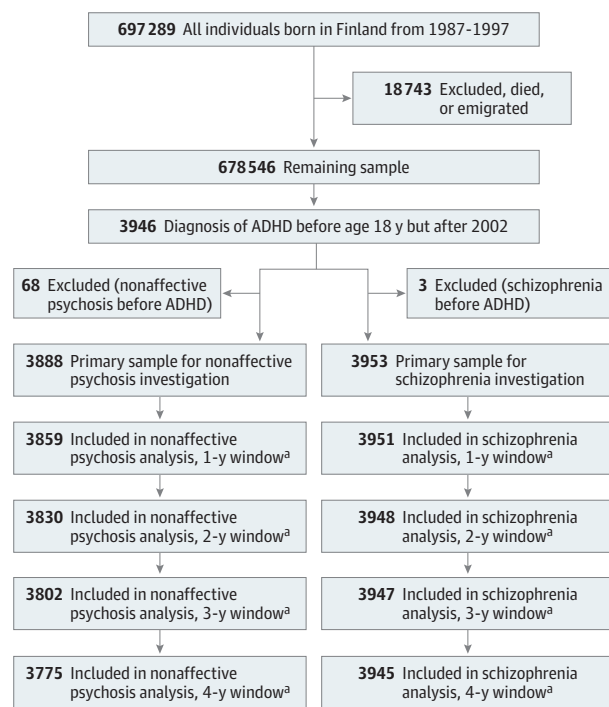 697 289 All individuals born in Finland from 1987-1997
18 743 Excluded, died,
or emigrated
678 546 Remaining sample
3946 Diagnosis of ADHD before age 18 y but after 2002
68 Excluded (nonaffective
psychosis before ADHD)
3 Excluded (schizophrenia
before ADHD)
3888 Primary sample for nonaffective
psychosis investigation
3953 Primary sample for
schizophrenia investigation
3859 Included in nonaffective
psychosis analysis, 1-y windowa
3951 Included in schizophrenia
analysis, 1-y windowa
3830 Included in nonaffective
psychosis analysis, 2-y windowa
3948 Included in schizophrenia
analysis, 2-y windowa
3802 Included in nonaffective
psychosis analysis, 3-y windowa
3947 Included in schizophrenia
analysis, 3-y windowa
3775 Included in nonaffective
psychosis analysis, 4-y windowa
3945 Included in schizophrenia
analysis, 4-y windowa